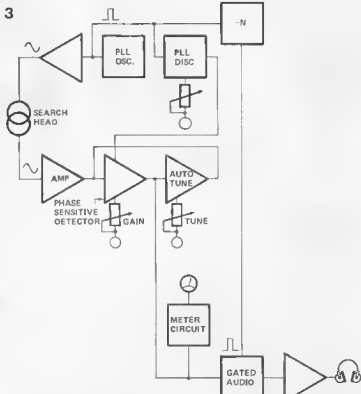 3
-N
PLL
OSC.
PLL
DISC
SEARCH
HEAD
AMP
PHASE
SENSITIVE
DETECTOR
GAIN
AUTO
TUNE
TUNE
METER
CIRCUIT
GATED
AUDIO